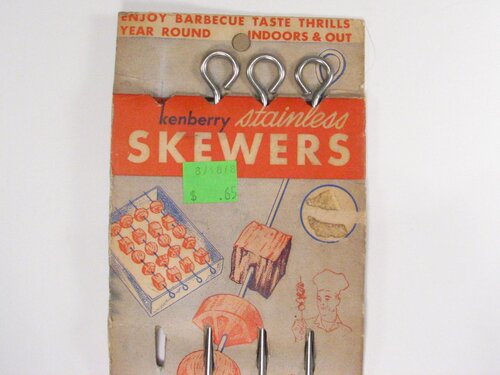 ENJOY BARBECUE TASTE THRILLS
YEAR ROUND INDOORS & OUT
kenberry stainless
SKEWERS
$ .65